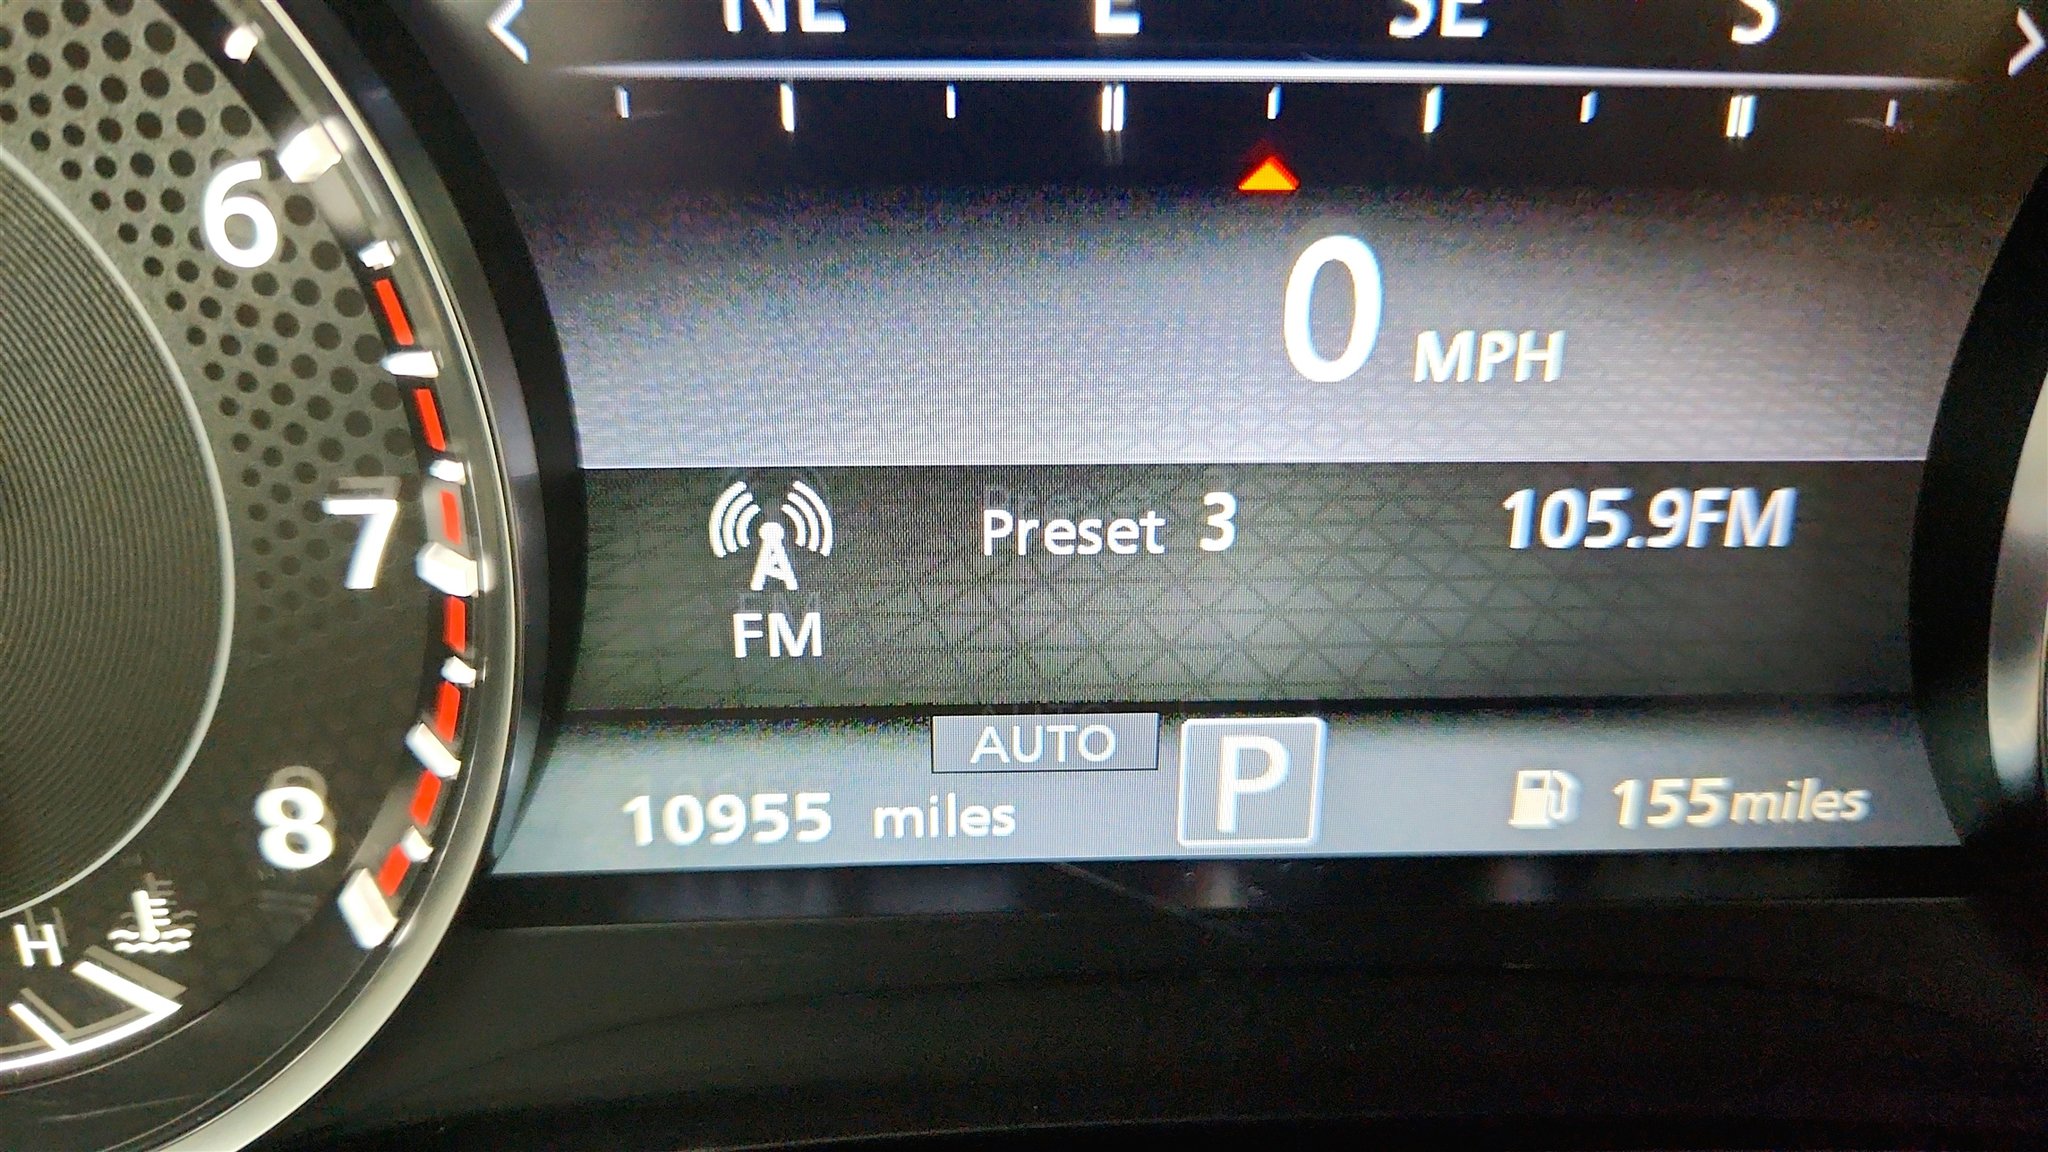 NE E SE S
6
0 MPH
Preset 3 105.9FM
7
FM
AUTO
P
8
10955 miles
155miles
H